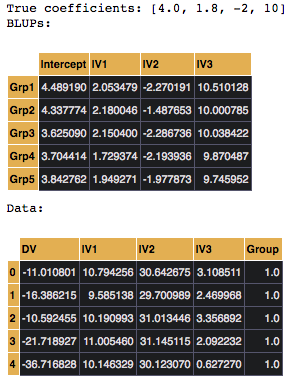 True coefficients: [4.0, 1.8, -2, 10]
BLUPs:
Intercept IV1 IV2 IV3
Grp1 4.489190 2.053479 -2.270191 10.510128
Grp2 4.337774 2.180046 -1.487653 10.000785
Grp3 3.625090 2.150400 -2.286736 10.038422
Grp4 3.704414 1.729374 -2.193936 9.870487
Grp5 3.842762 1.949271 -1.977873 9.745952
Data:
DV IV1 IV2 IV3 Group
0 -11.010801 10.794256 30.642675 3.108511 1.0
1 -16.386215 9.585138 29.700989 2.469968 1.0
2 -10.592455 10.190993 31.013446 3.356892 1.0
3 -21.718927 11.005460 31.145115 2.092232 1.0
4 -36.716828 10.146329 30.123070 0.627270 1.0